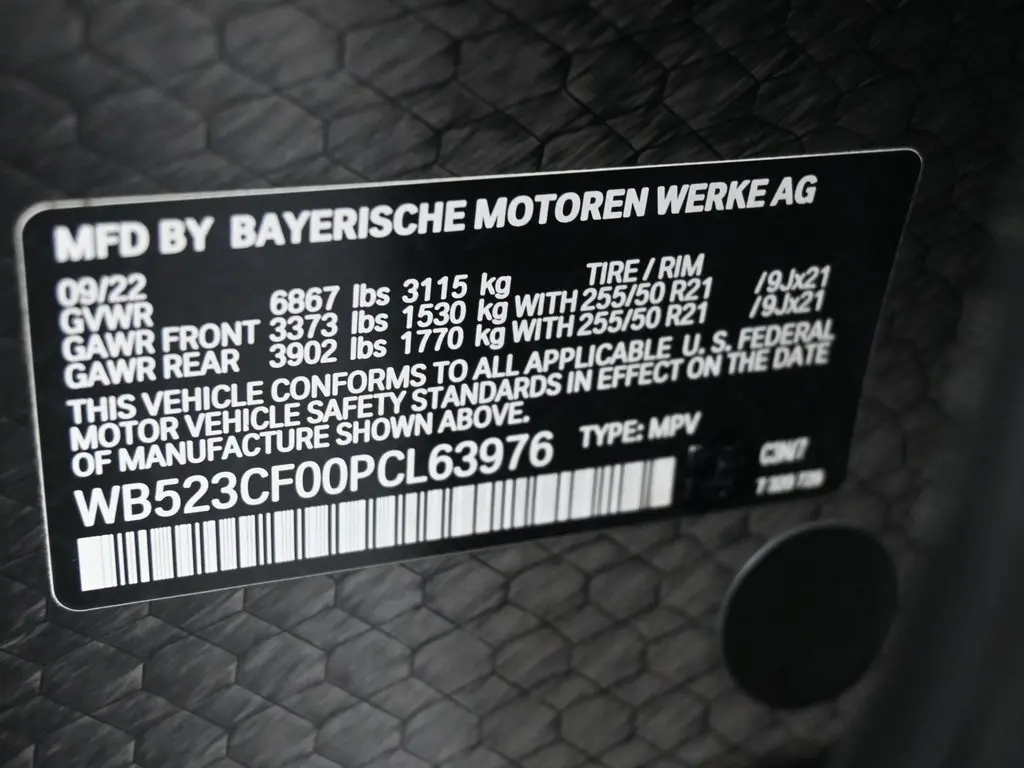 MFD BY BAYERISCHE MOTOREN WERKE AG
09/22 TIRE / RIM
GVWR 6867 lbs 3115 kg
GAWR FRONT 3373 lbs 1530 kg WITH 255/50 R21 /9Jx21
GAWR REAR 3902 lbs 1770 kg WITH 255/50 R21 /9Jx21
THIS VEHICLE CONFORMS TO ALL APPLICABLE U. S. FEDERAL
MOTOR VEHICLE SAFETY STANDARDS IN EFFECT ON THE DATE
OF MANUFACTURE SHOWN ABOVE.
WB523CF00PCL63976 TYPE: MPV